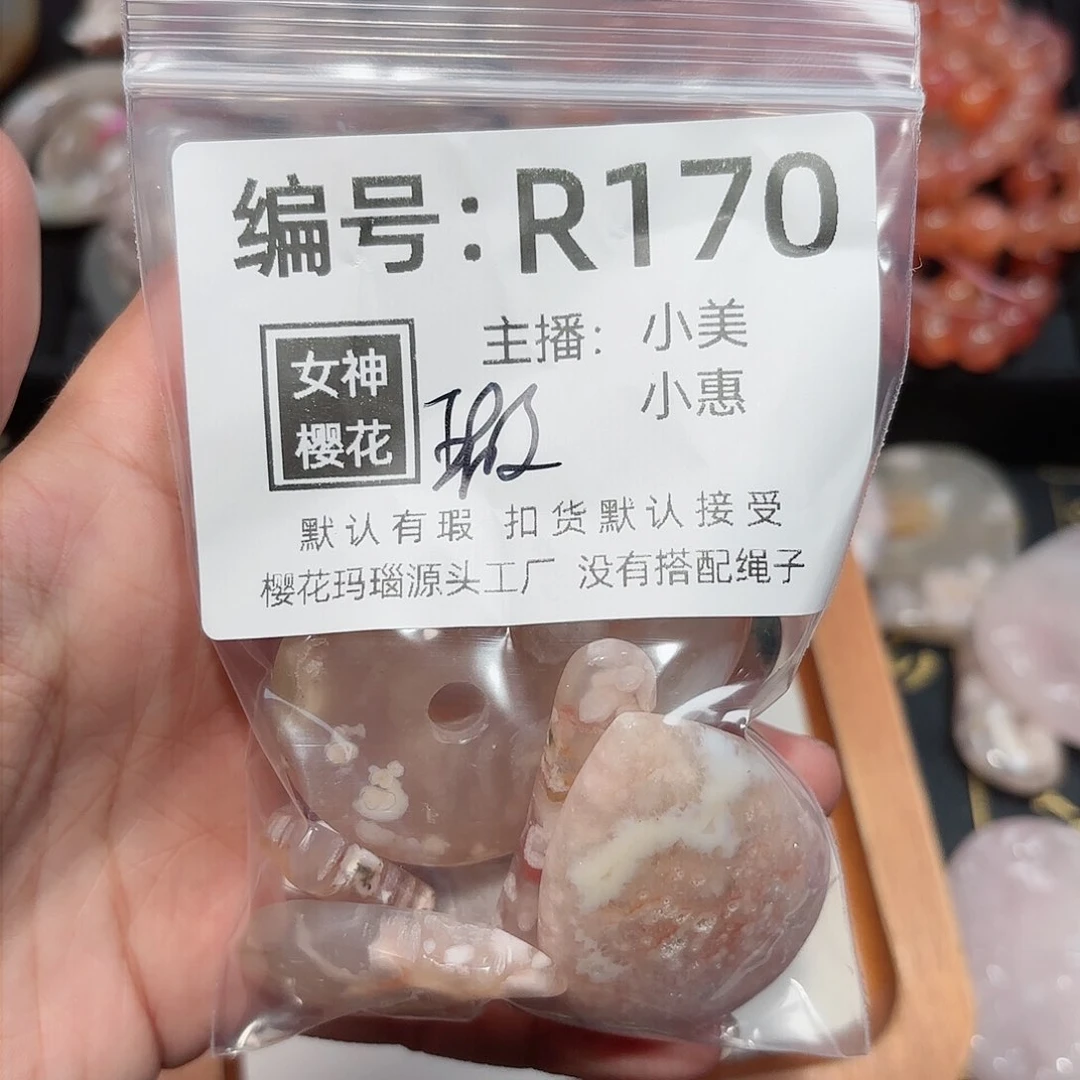 编号:R170
主播: 小美
小惠
女神
樱花
默认有瑕 扣货默认接受
樱花玛瑙源头工厂 没有搭配绳子